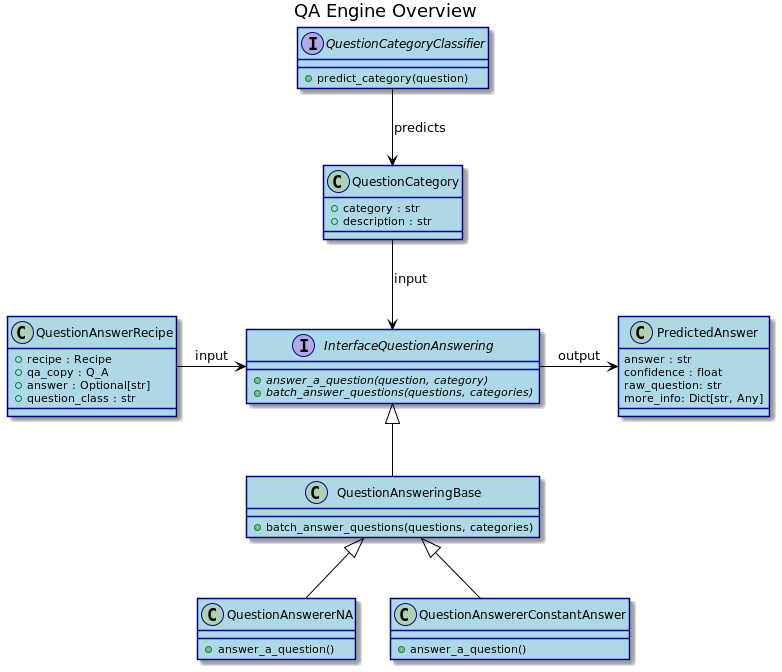 QA Engine Overview
I QuestionCategoryClassifier
predict_category(question)
predicts
C QuestionCategory
category : str
description : str
input
C QuestionAnswerRecipe
recipe : Recipe
qa_copy : Q_A
answer : Optional[str]
question_class : str
input
I InterfaceQuestionAnswering
answer_a_question(question, category)
batch_answer_questions(questions, categories)
output
C PredictedAnswer
answer : str
confidence : float
raw_question: str
more_info: Dict[str, Any]
C QuestionAnsweringBase
batch_answer_questions(questions, categories)
C QuestionAnswererNA
answer_a_question()
C QuestionAnswererConstantAnswer
answer_a_question()